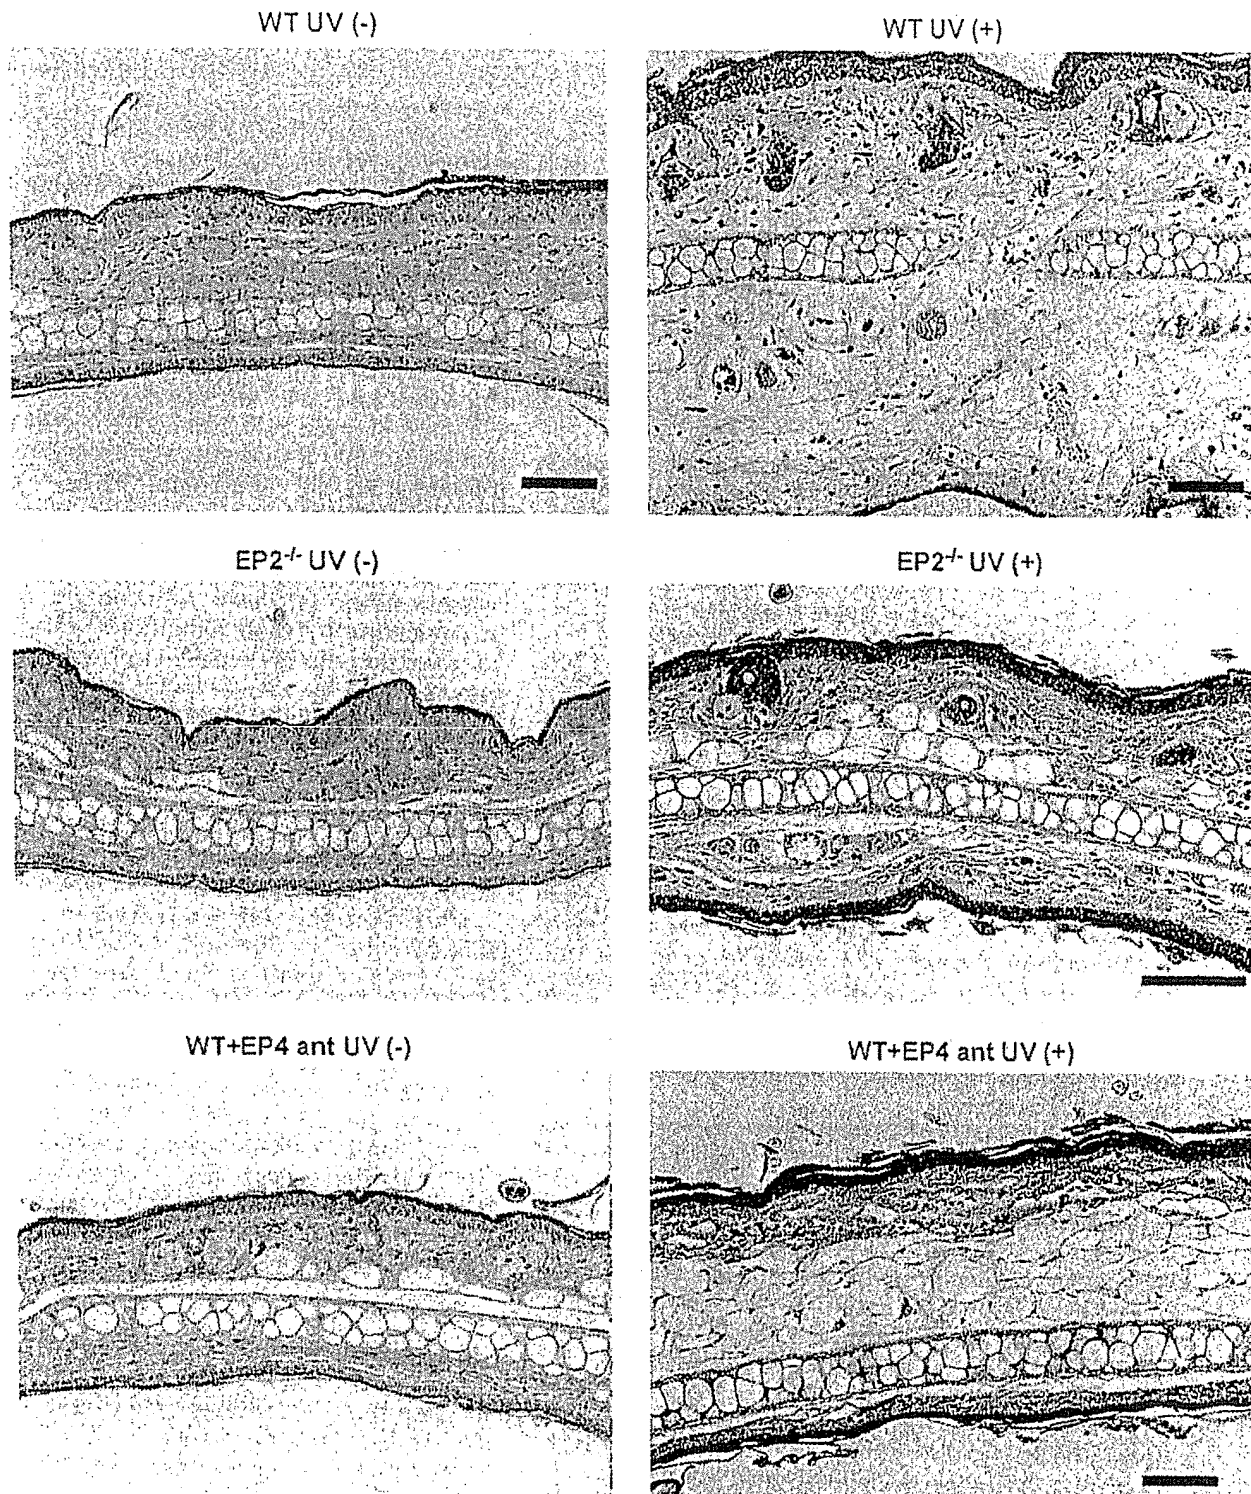 WT UV (-)
WT UV (+)
EP2-/- UV (-)
EP2-/- UV (+)
WT+EP4 ant UV (-)
WT+EP4 ant UV (+)